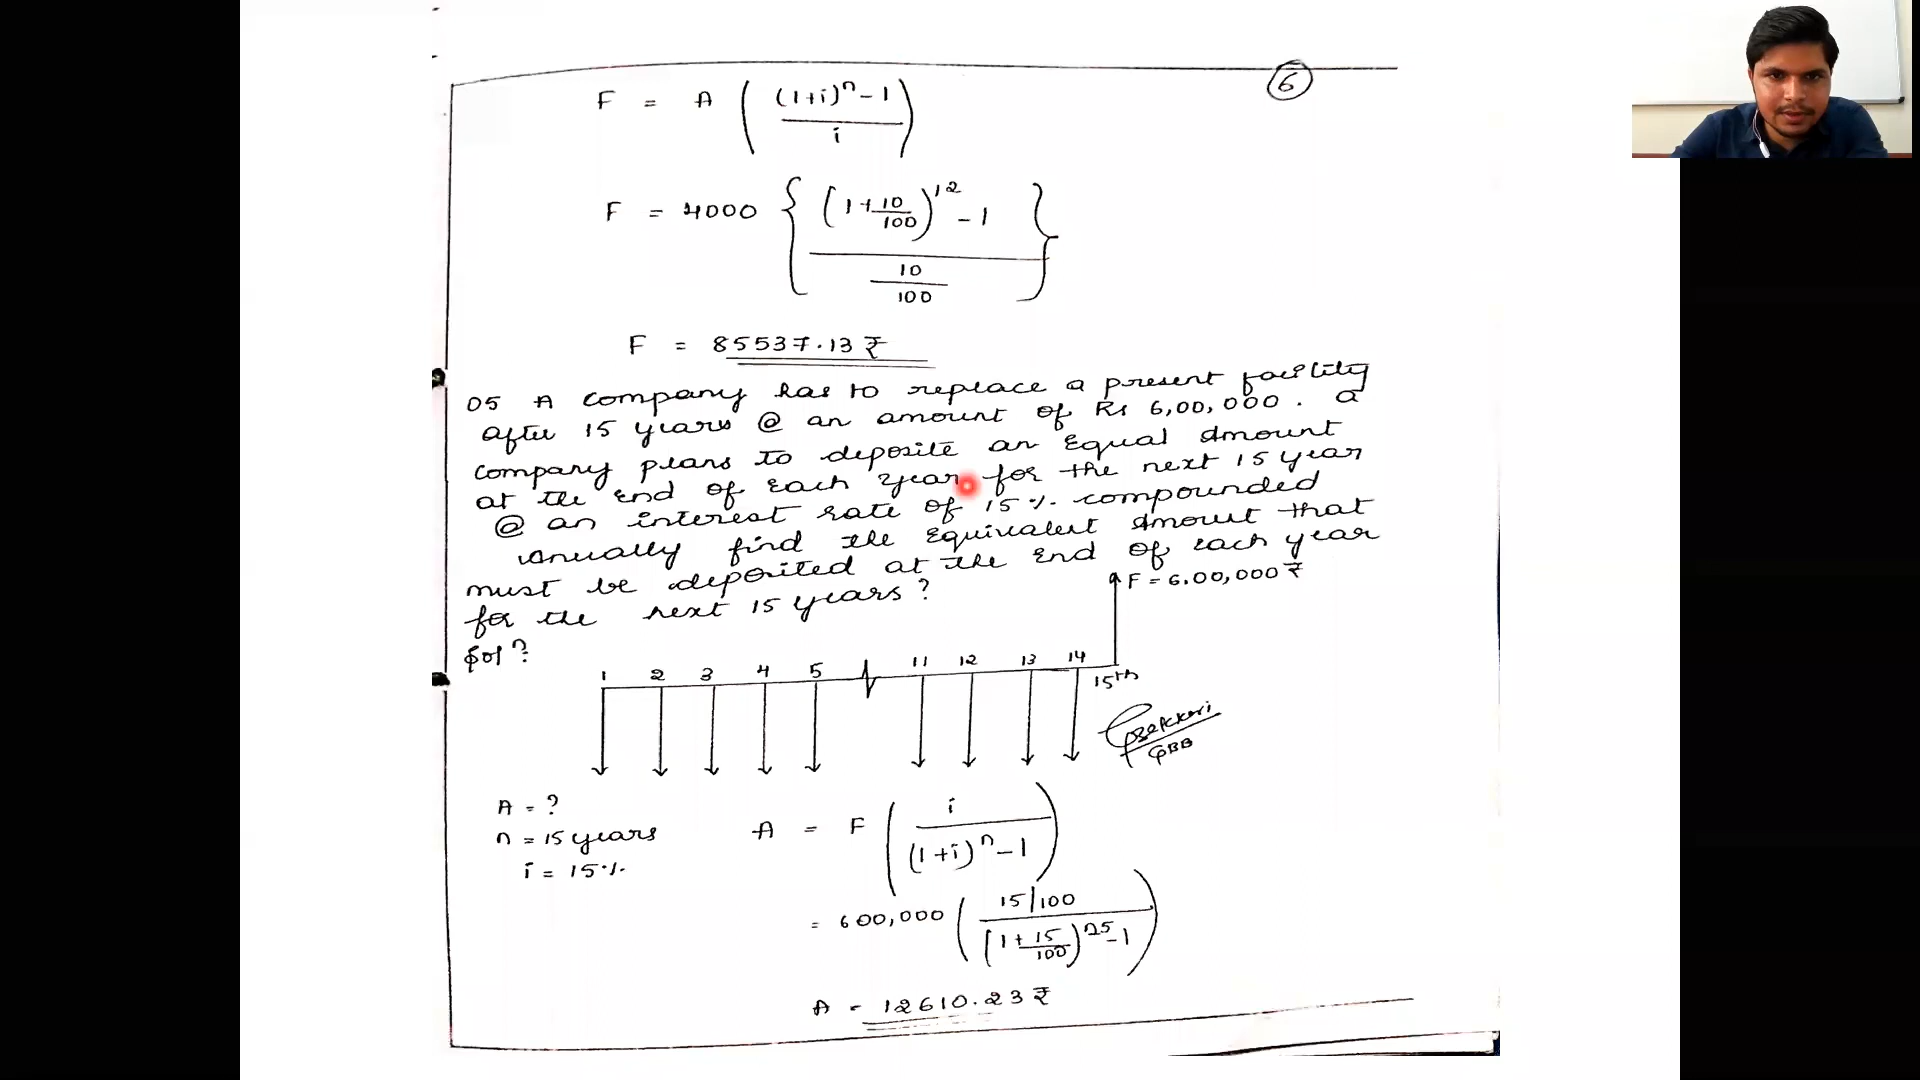 6
F = A ( (1+i)^n - 1 / i )
F = 4000 { (1 + 10/100)^12 - 1 / 10/100 }
F = 85537.13 ₹
05 A company has to replace a present facility
after 15 years @ an amount of Rs 6,00,000. a
company plans to deposite an Equal Amount
at the End of Each year for the next 15 year
@ an interest rate of 15 % compounded
Anually find the Equivalent Amout that
must be deposited at the End of each year
for the next 15 years?
F = 6.00,000 ₹
Sol n:
1 2 3 4 5 11 12 13 14 15th
GBB
A = ?
n = 15 years
i = 15 %
A = F ( i / (1+i)^n - 1 )
= 600,000 ( 15/100 / (1 + 15/100)^15 - 1 )
A = 12610.23 ₹